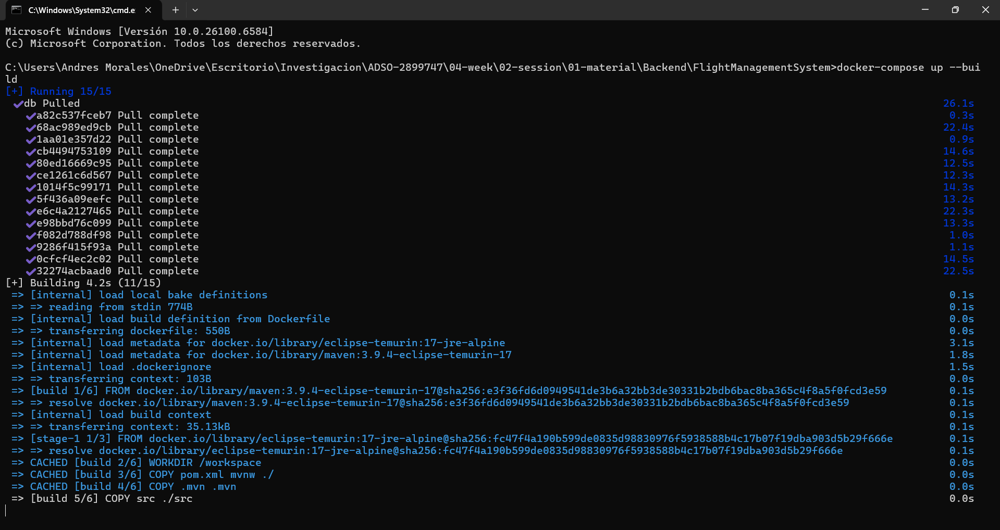 C:\Windows\System32\cmd.e
Microsoft Windows [Versión 10.0.26100.6584]
(c) Microsoft Corporation. Todos los derechos reservados.
C:\Users\Andres Morales\OneDrive\Escritorio\Investigacion\ADSO-2899747\04-week\02-session\01-material\Backend\FlightManagementSystem>docker-compose up --bui
ld
[+] Running 15/15
db Pulled 26.1s
a82c537fceb7 Pull complete 0.3s
68ac989ed9cb Pull complete 22.4s
1aa01e357d22 Pull complete 0.9s
cb4494753109 Pull complete 14.6s
80ed16669c95 Pull complete 12.5s
ce1261c6d567 Pull complete 12.3s
1014f5c99171 Pull complete 14.3s
5f436a09eefc Pull complete 13.2s
e6c4a2127465 Pull complete 22.3s
e98bbd76c099 Pull complete 13.3s
f082d788df98 Pull complete 1.0s
9286f415f93a Pull complete 1.1s
0cfcf4ec2c02 Pull complete 14.5s
32274acbaad0 Pull complete 22.5s
[+] Building 4.2s (11/15)
=> [internal] load local bake definitions 0.1s
=> => reading from stdin 774B 0.1s
=> [internal] load build definition from Dockerfile 0.0s
=> => transferring dockerfile: 550B 0.0s
=> [internal] load metadata for docker.io/library/eclipse-temurin:17-jre-alpine 3.1s
=> [internal] load metadata for docker.io/library/maven:3.9.4-eclipse-temurin-17 1.8s
=> [internal] load .dockerignore 1.5s
=> => transferring context: 103B 0.0s
=> [build 1/6] FROM docker.io/library/maven:3.9.4-eclipse-temurin-17@sha256:e3f36fd6d0949541de3b6a32bb3de30331b2bdb6bac8ba365c4f8a5f0fcd3e59 0.1s
=> => resolve docker.io/library/maven:3.9.4-eclipse-temurin-17@sha256:e3f36fd6d0949541de3b6a32bb3de30331b2bdb6bac8ba365c4f8a5f0fcd3e59 0.1s
=> [internal] load build context 0.1s
=> => transferring context: 35.13kB 0.1s
=> [stage-1 1/3] FROM docker.io/library/eclipse-temurin:17-jre-alpine@sha256:fc47f4a190b599de0835d98830976f5938588b4c17b07f19dba903d5b29f666e 0.1s
=> => resolve docker.io/library/eclipse-temurin:17-jre-alpine@sha256:fc47f4a190b599de0835d98830976f5938588b4c17b07f19dba903d5b29f666e 0.1s
=> CACHED [build 2/6] WORKDIR /workspace 0.0s
=> CACHED [build 3/6] COPY pom.xml mvnw ./ 0.0s
=> CACHED [build 4/6] COPY .mvn .mvn 0.0s
=> [build 5/6] COPY src ./src 0.0s